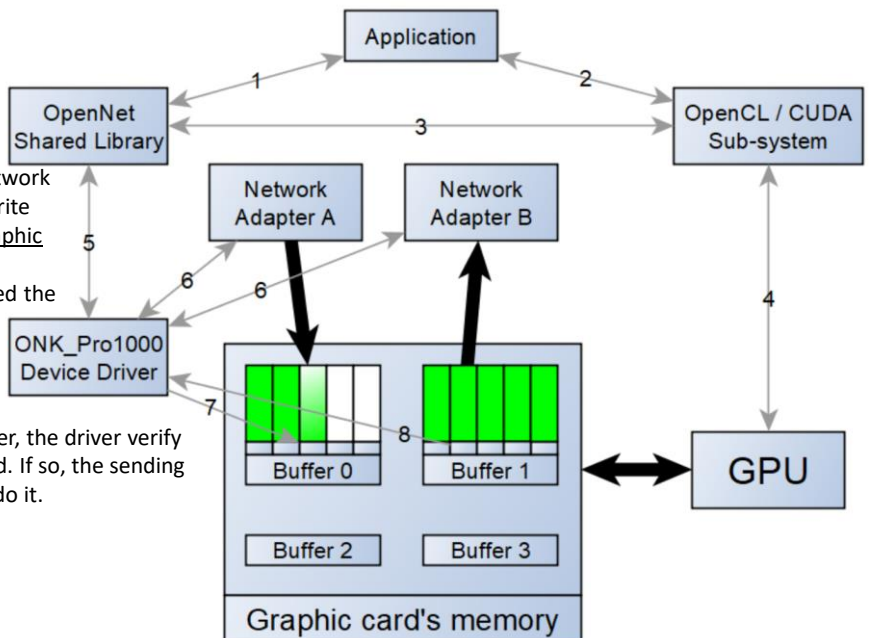 Application
1
2
OpenNet
Shared Library
3
OpenCL / CUDA
Sub-system
twork
rite
phic
ed the
er, the driver verify
d. If so, the sending
do it.
Network
Adapter A
Network
Adapter B
5
6
6
4
ONK_Pro1000
Device Driver
7
8
Buffer 0
Buffer 1
Buffer 2
Buffer 3
GPU
Graphic card's memory